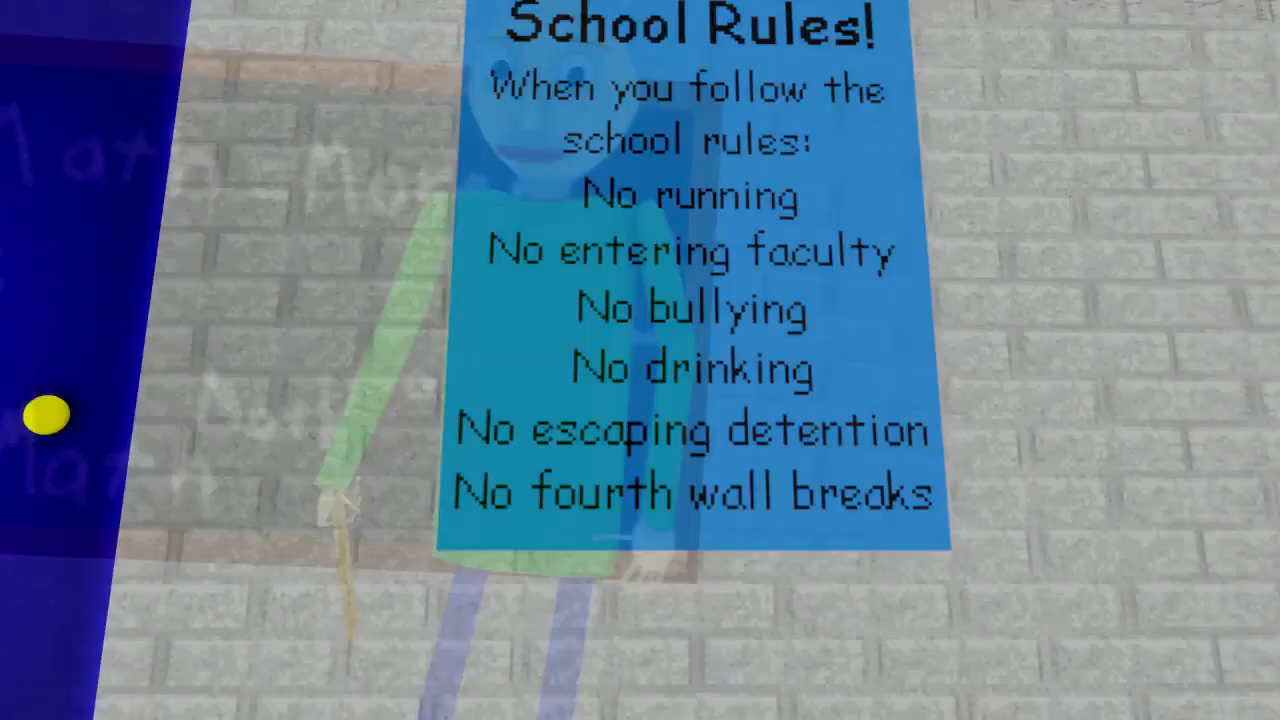 School Rules!
When you follow the
school rules:
No running
No entering faculty
No bullying
No drinking
No escaping detention
No fourth wall breaks